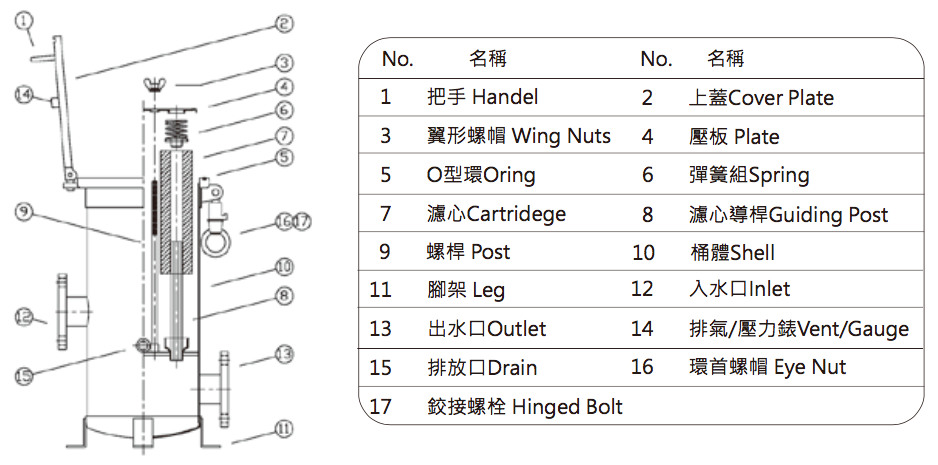 ①
②
③
⑭
④
⑥
⑦
⑤
⑨
⑯⑰
⑩
⑧
⑫
⑮
⑬
⑪
No. 名稱 No. 名稱
1 把手 Handel 2 上蓋Cover Plate
3 翼形螺帽 Wing Nuts 4 壓板 Plate
5 O型環Oring 6 彈簧組Spring
7 濾心Cartridege 8 濾心導桿Guiding Post
9 螺桿 Post 10 桶體Shell
11 腳架 Leg 12 入水口Inlet
13 出水口Outlet 14 排氣/壓力錶Vent/Gauge
15 排放口Drain 16 環首螺帽 Eye Nut
17 鉸接螺栓 Hinged Bolt